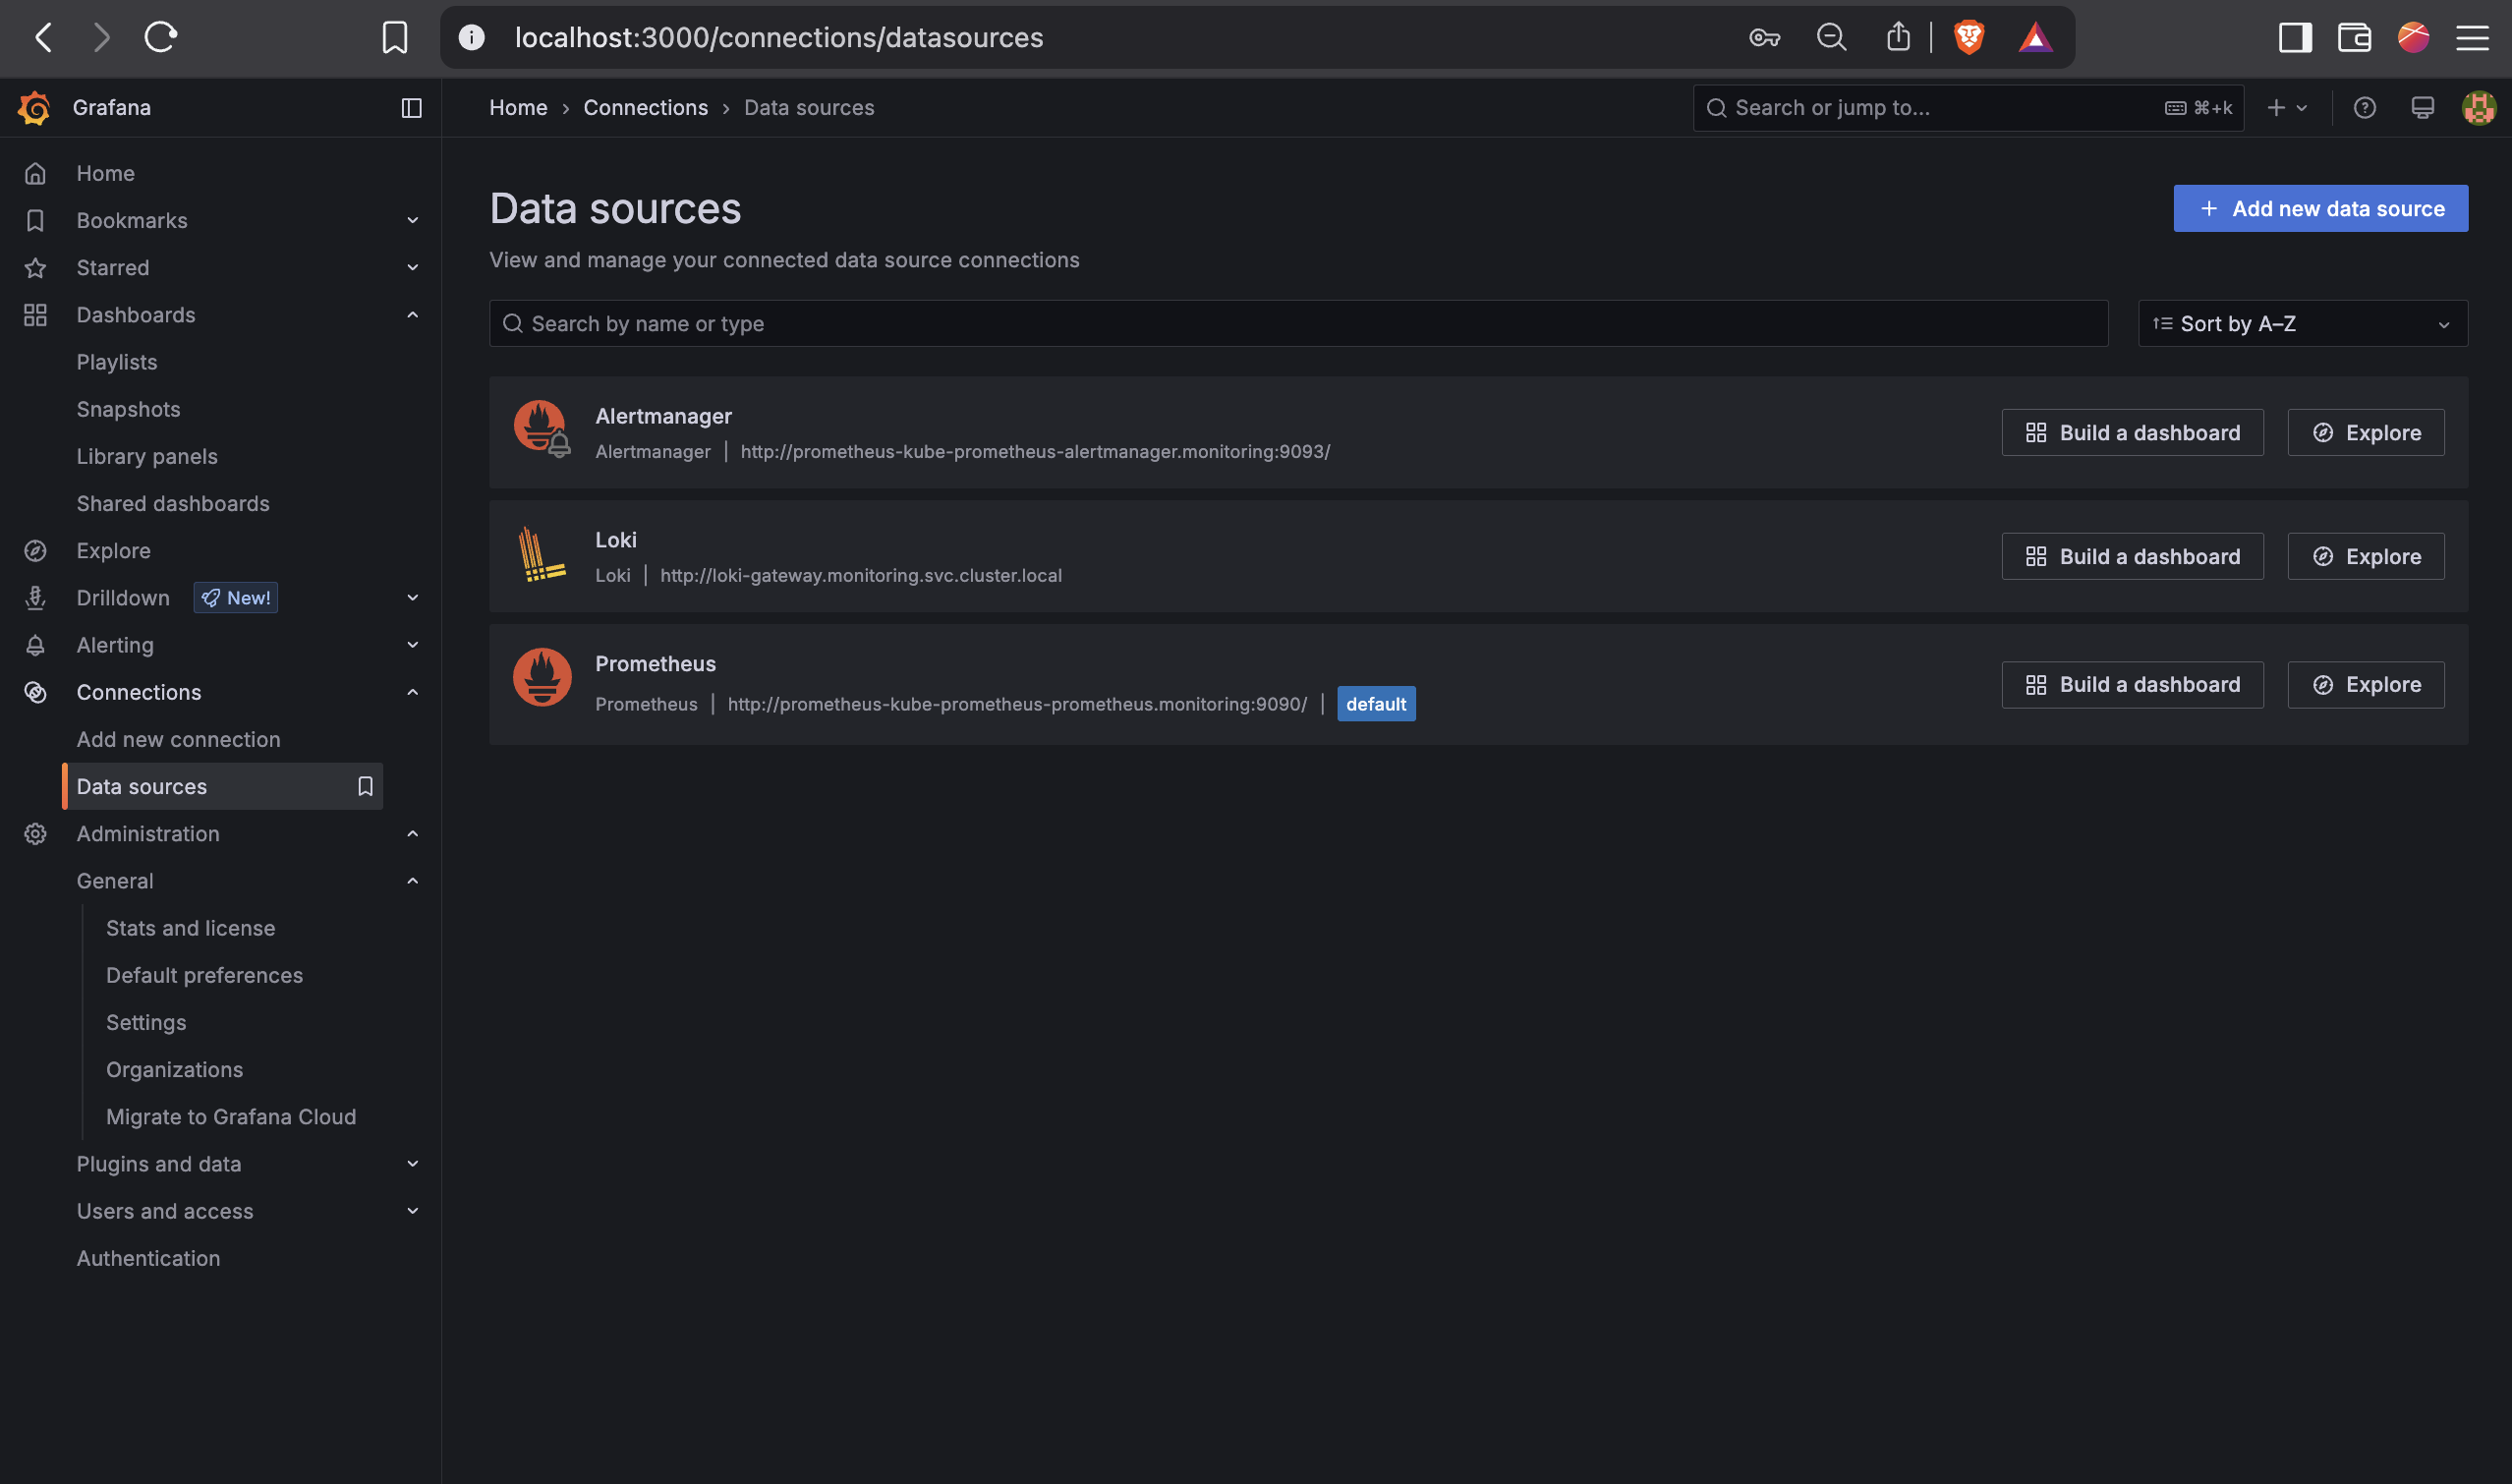 localhost:3000/connections/datasources
Grafana
Home › Connections › Data sources
Search or jump to...
⌘+k
Home
Bookmarks
Starred
Dashboards
Playlists
Snapshots
Library panels
Shared dashboards
Explore
Drilldown New!
Alerting
Connections
Add new connection
Data sources
Administration
General
Stats and license
Default preferences
Settings
Organizations
Migrate to Grafana Cloud
Plugins and data
Users and access
Authentication
Data sources
+ Add new data source
View and manage your connected data source connections
Search by name or type
Sort by A–Z
Alertmanager
Alertmanager | http://prometheus-kube-prometheus-alertmanager.monitoring:9093/
Build a dashboard
Explore
Loki
Loki | http://loki-gateway.monitoring.svc.cluster.local
Build a dashboard
Explore
Prometheus
Prometheus | http://prometheus-kube-prometheus-prometheus.monitoring:9090/ | default
Build a dashboard
Explore